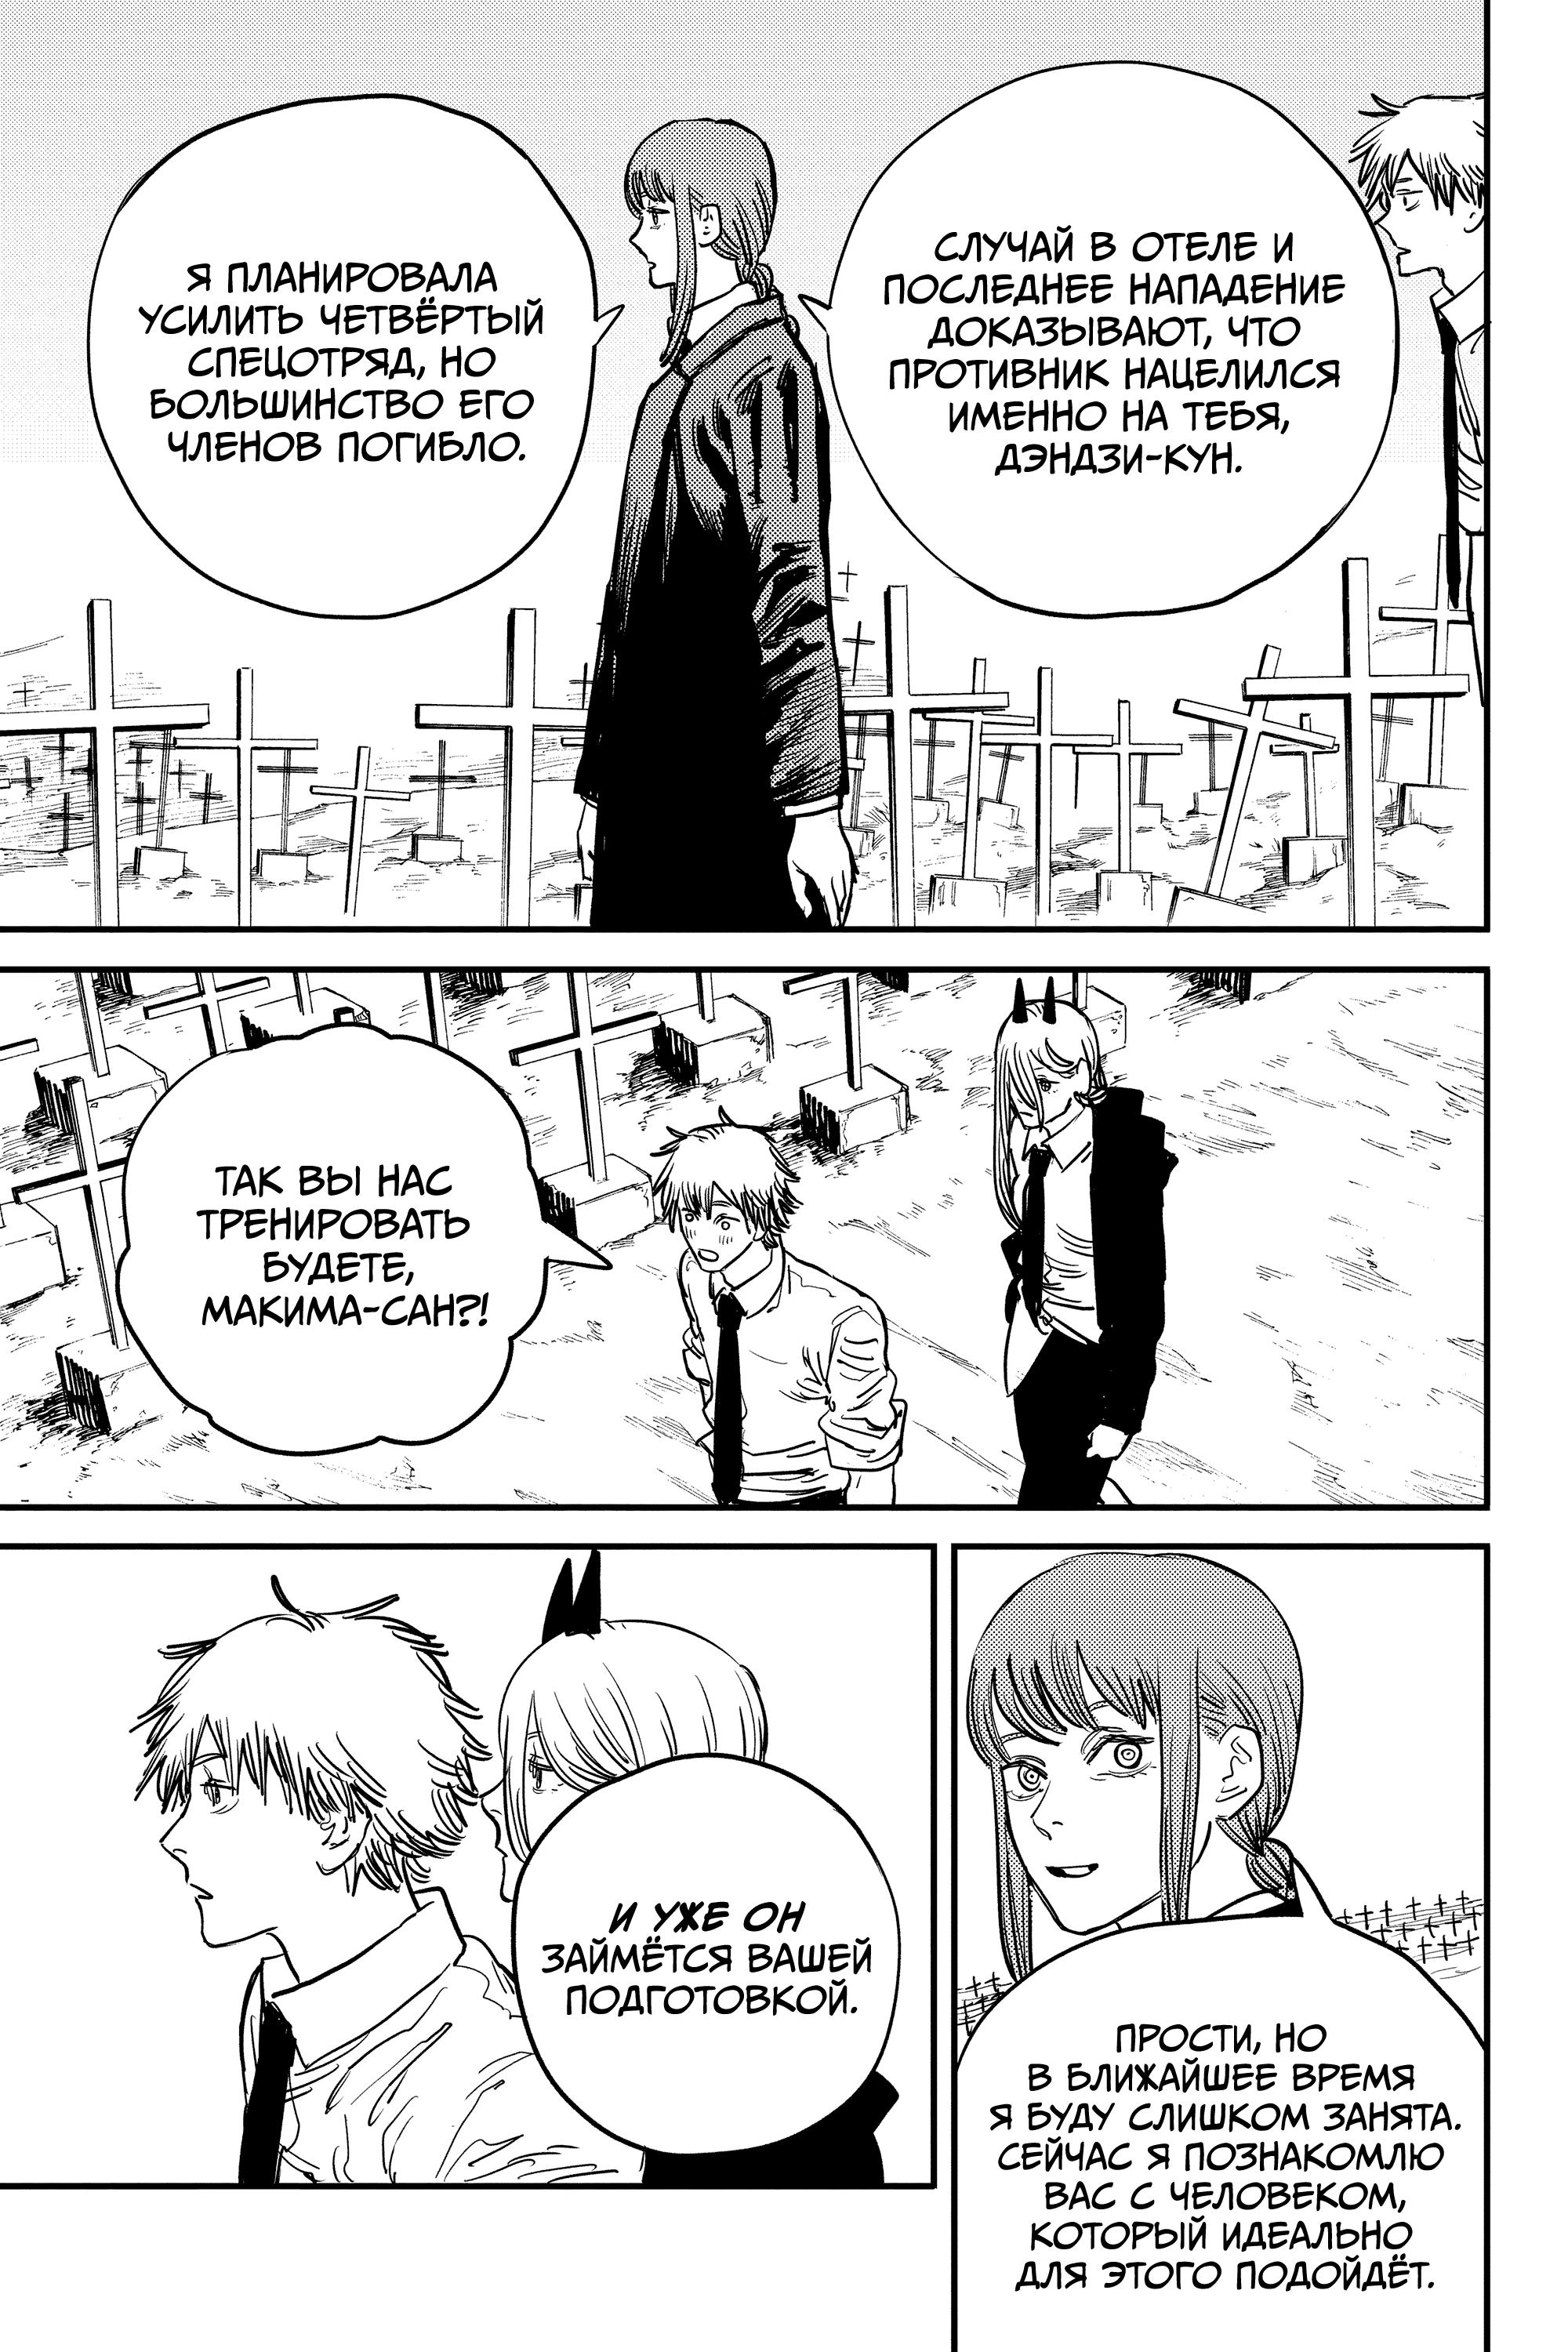 СЛУЧАЙ В ОТЕЛЕ И
ПОСЛЕДНЕЕ НАПАДЕНИЕ
ДОКАЗЫВАЮТ, ЧТО
ПРОТИВНИК НАЦЕЛИЛСЯ
ИМЕННО НА ТЕБЯ,
ДЭНДЗИ-КУН.
Я ПЛАНИРОВАЛА
УСИЛИТЬ ЧЕТВЁРТЫЙ
СПЕЦОТРЯД, НО
БОЛЬШИНСТВО ЕГО
ЧЛЕНОВ ПОГИБЛО.
ТАК ВЫ НАС
ТРЕНИРОВАТЬ
БУДЕТЕ,
МАКИМА-САН?!
ПРОСТИ, НО
В БЛИЖАЙШЕЕ ВРЕМЯ
Я БУДУ СЛИШКОМ ЗАНЯТА.
СЕЙЧАС Я ПОЗНАКОМЛЮ
ВАС С ЧЕЛОВЕКОМ,
КОТОРЫЙ ИДЕАЛЬНО
ДЛЯ ЭТОГО ПОДОЙДЁТ.
И УЖЕ ОН
ЗАЙМЁТСЯ ВАШЕЙ
ПОДГОТОВКОЙ.